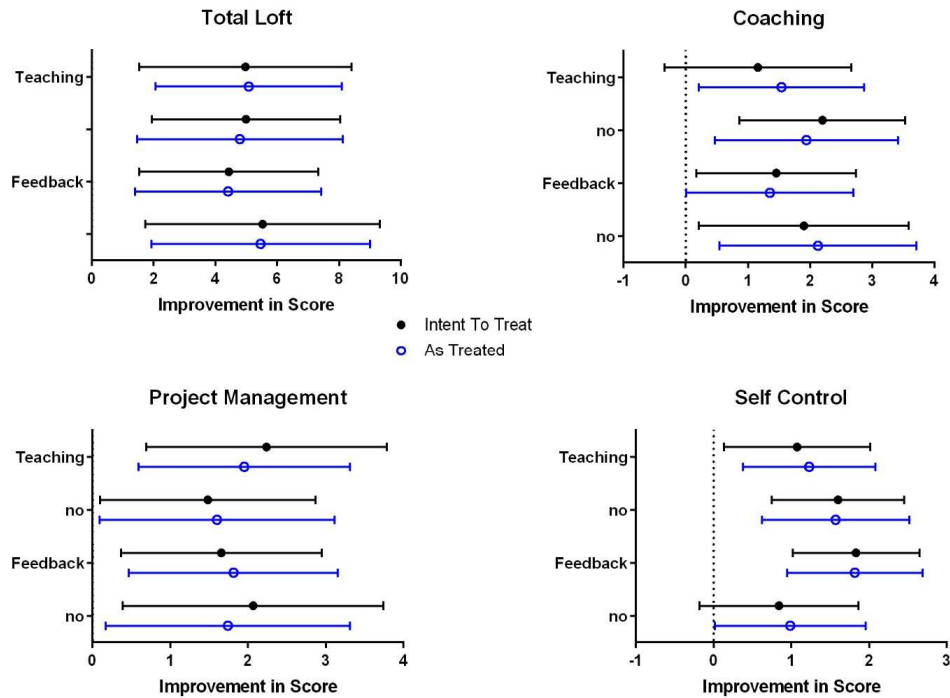 Total Loft
Teaching
Feedback
0 2 4 6 8 10
Improvement in Score
Coaching
Teaching
no
Feedback
no
-1 0 1 2 3 4
Improvement in Score
Intent To Treat
As Treated
Project Management
Teaching
no
Feedback
no
0 1 2 3 4
Improvement in Score
Self Control
Teaching
no
Feedback
no
-1 0 1 2 3
Improvement in Score